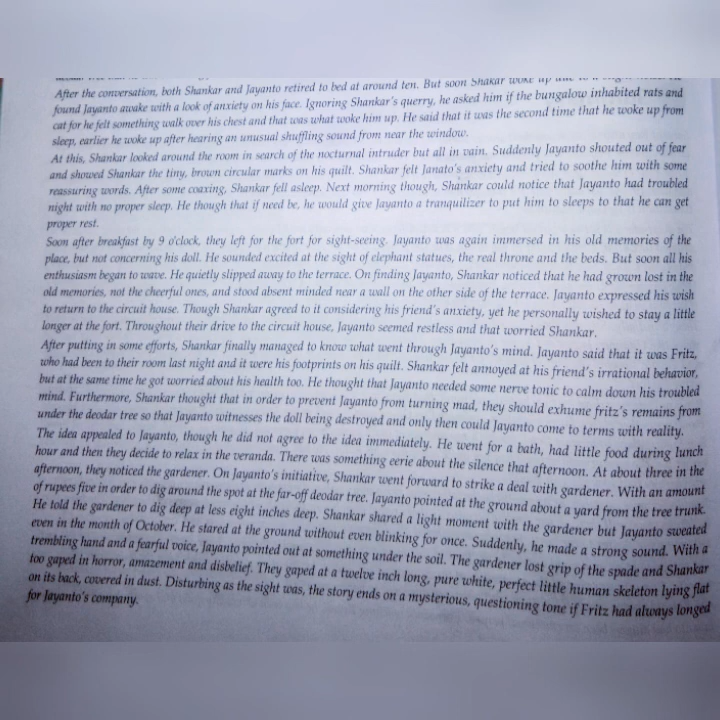 After the conversation, both Shankar and Jayanto retired to bed at around ten. But soon Shakar woke up
found Jayanto awake with a look of anxiety on his face. Ignoring Shankar's querry, he asked him if the bungalow inhabited rats and
cat for he felt something walk over his chest and that was what woke him up. He said that it was the second time that he woke up from
sleep, earlier he woke up after hearing an unusual shuffling sound from near the window.
At this, Shankar looked around the room in search of the nocturnal intruder but all in vain. Suddenly Jayanto shouted out of fear
and showed Shankar the tiny, brown circular marks on his quilt. Shankar felt Janato's anxiety and tried to soothe him with some
reassuring words. After some coaxing, Shankar fell asleep. Next morning though, Shankar could notice that Jayanto had troubled
night with no proper sleep. He though that if need be, he would give Jayanto a tranquilizer to put him to sleeps to that he can get
proper rest.
Soon after breakfast by 9 o'clock, they left for the fort for sight-seeing. Jayanto was again immersed in his old memories of the
place, but not concerning his doll. He sounded excited at the sight of elephant statues, the real throne and the beds. But soon all his
enthusiasm began to wave. He quietly slipped away to the terrace. On finding Jayanto, Shankar noticed that he had grown lost in the
old memories, not the cheerful ones, and stood absent minded near a wall on the other side of the terrace. Jayanto expressed his wish
to return to the circuit house. Though Shankar agreed to it considering his friend's anxiety, yet he personally wished to stay a little
longer at the fort. Throughout their drive to the circuit house, Jayanto seemed restless and that worried Shankar.
After putting in some efforts, Shankar finally managed to know what went through Jayanto's mind. Jayanto said that it was Fritz,
who had been to their room last night and it were his footprints on his quilt. Shankar felt annoyed at his friend's irrational behavior,
but at the same time he got worried about his health too. He thought that Jayanto needed some nerve tonic to calm down his troubled
mind. Furthermore, Shankar thought that in order to prevent Jayanto from turning mad, they should exhume fritz's remains from
under the deodar tree so that Jayanto witnesses the doll being destroyed and only then could Jayanto come to terms with reality.
The idea appealed to Jayanto, though he did not agree to the idea immediately. He went for a bath, had little food during lunch
hour and then they decide to relax in the veranda. There was something eerie about the silence that afternoon. At about three in the
afternoon, they noticed the gardener. On Jayanto's initiative, Shankar went forward to strike a deal with gardener. With an amount
of rupees five in order to dig around the spot at the far-off deodar tree. Jayanto pointed at the ground about a yard from the tree trunk.
He told the gardener to dig deep at less eight inches deep. Shankar shared a light moment with the gardener but Jayanto sweated
even in the month of October. He stared at the ground without even blinking for once. Suddenly, he made a strong sound. With a
trembling hand and a fearful voice, Jayanto pointed out at something under the soil. The gardener lost grip of the spade and Shankar
too gaped in horror, amazement and disbelief. They gaped at a twelve inch long, pure white, perfect little human skeleton lying flat
on its back, covered in dust. Disturbing as the sight was, the story ends on a mysterious, questioning tone if Fritz had always longed
for Jayanto's company.